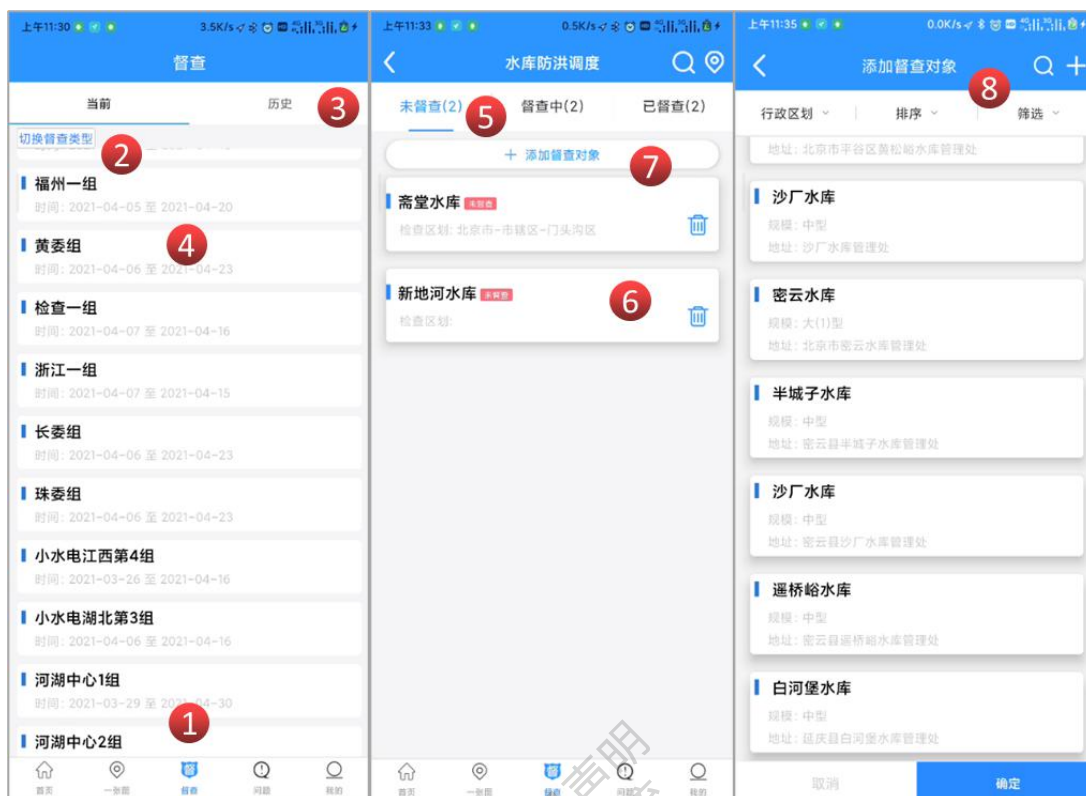 上午11:30
3.5K/s
督查
当前
历史
3
切换督查类型
2
福州一组
时间: 2021-04-05 至 2021-04-20
黄委组
4
时间: 2021-04-06 至 2021-04-23
检查一组
时间: 2021-04-07 至 2021-04-16
浙江一组
时间: 2021-04-07 至 2021-04-15
长委组
时间: 2021-04-06 至 2021-04-23
珠委组
时间: 2021-04-06 至 2021-04-23
小水电江西第4组
时间: 2021-03-26 至 2021-04-16
小水电湖北第3组
时间: 2021-04-06 至 2021-04-16
河湖中心1组
时间: 2021-03-29 至 2021-04-30
1
河湖中心2组
首页
一张图
督查
问题
我的
上午11:33
0.5K/s
水库防洪调度
未督查(2)
5
督查中(2)
已督查(2)
+ 添加督查对象
7
斋堂水库 未督查
检查区划: 北京市-市辖区-门头沟区
新地河水库 未督查
6
检查区划:
首页
一张图
督查
问题
我的
声明
上午11:35
0.0K/s
添加督查对象
8
行政区划
排序
筛选
地址: 北京市平谷区黄松峪水库管理处
沙厂水库
规模: 中型
地址: 沙厂水库管理处
密云水库
规模: 大(1)型
地址: 北京市密云水库管理处
半城子水库
规模: 中型
地址: 密云县半城子水库管理处
沙厂水库
规模: 中型
地址: 密云县沙厂水库管理处
遥桥峪水库
规模: 中型
地址: 密云县遥桥峪水库管理处
白河堡水库
规模: 中型
地址: 延庆县白河堡水库管理处
取消
确定